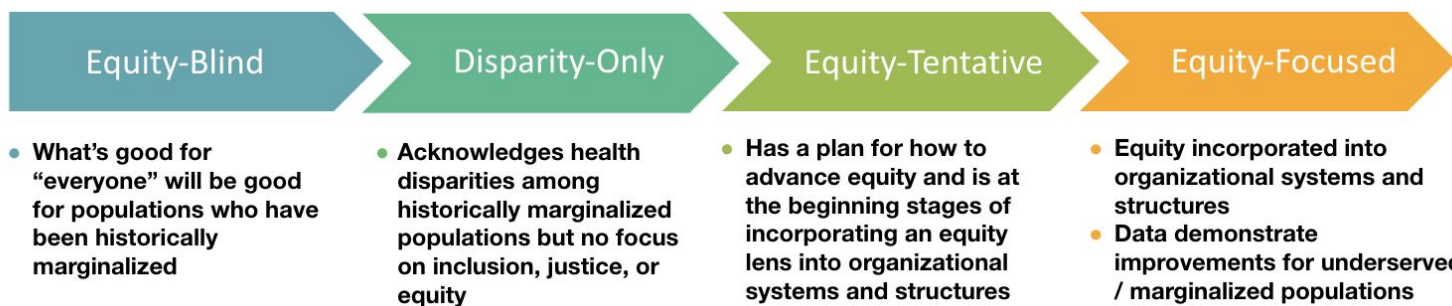 Equity-Blind
Disparity-Only
Equity-Tentative
Equity-Focused
• What's good for
“everyone” will be good
for populations who have
been historically
marginalized
• Acknowledges health
disparities among
historically marginalized
populations but no focus
on inclusion, justice, or
equity
• Has a plan for how to
advance equity and is at
the beginning stages of
incorporating an equity
lens into organizational
systems and structures
• Equity incorporated into
organizational systems and
structures
• Data demonstrate
improvements for underserved
/ marginalized populations